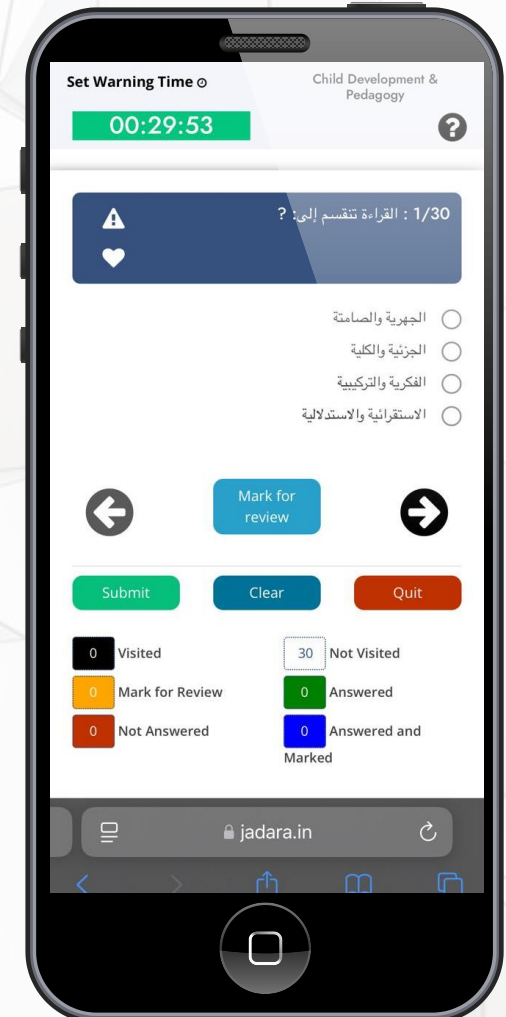 Set Warning Time
Child Development &
Pedagogy
00:29:53
1/30 : القراءة تنقسم إلى: ?
الجهرية والصامتة
الجزئية والكلية
الفكرية والتركيبية
الاستقرائية والاستدلالية
Mark for
review
Submit
Clear
Quit
0 Visited
30 Not Visited
0 Mark for Review
0 Answered
0 Not Answered
0 Answered and
Marked
jadara.in